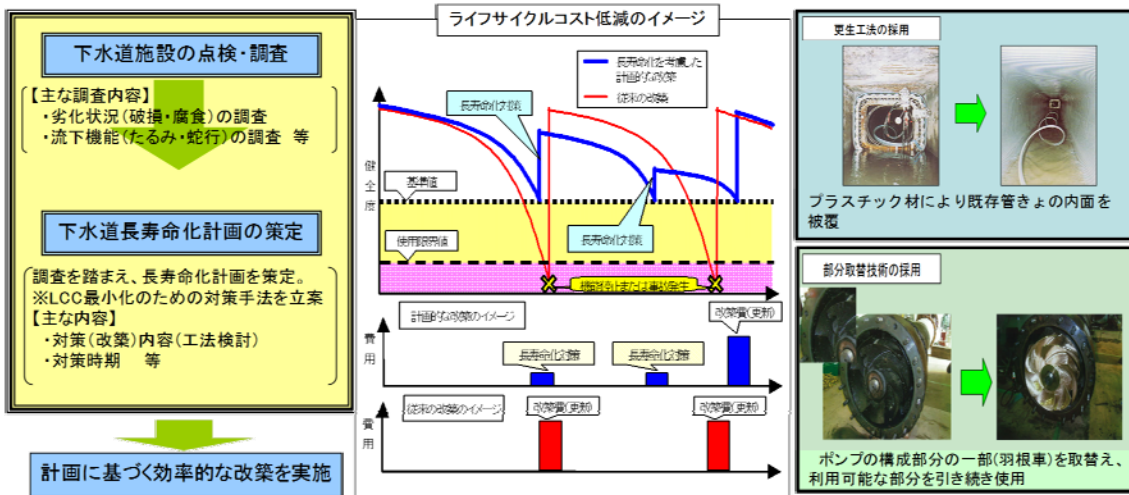 下水道施設の点検・調査
【主な調査内容】
・劣化状況(破損・腐食)の調査
・流下機能(たるみ・蛇行)の調査 等
下水道長寿命化計画の策定
調査を踏まえ、長寿命化計画を策定。
※LCC最小化のための対策手法を立案
【主な内容】
・対策(改築)内容(工法検討)
・対策時期 等
計画に基づく効率的な改築を実施
ライフサイクルコスト低減のイメージ
長寿命化を考慮した
計画的な改築
従来の改築
長寿命化対策
健全度
基準値
長寿命化対策
使用限界値
機能停止または事故発生
計画的な改築のイメージ
改築費(更新)
費用
長寿命化対策
長寿命化対策
従来の改築のイメージ
改築費(更新)
改築費(更新)
費用
更生工法の採用
プラスチック材により既存管きょの内面を
被覆
部分取替技術の採用
ポンプの構成部分の一部(羽根車)を取替え、
利用可能な部分を引き続き使用